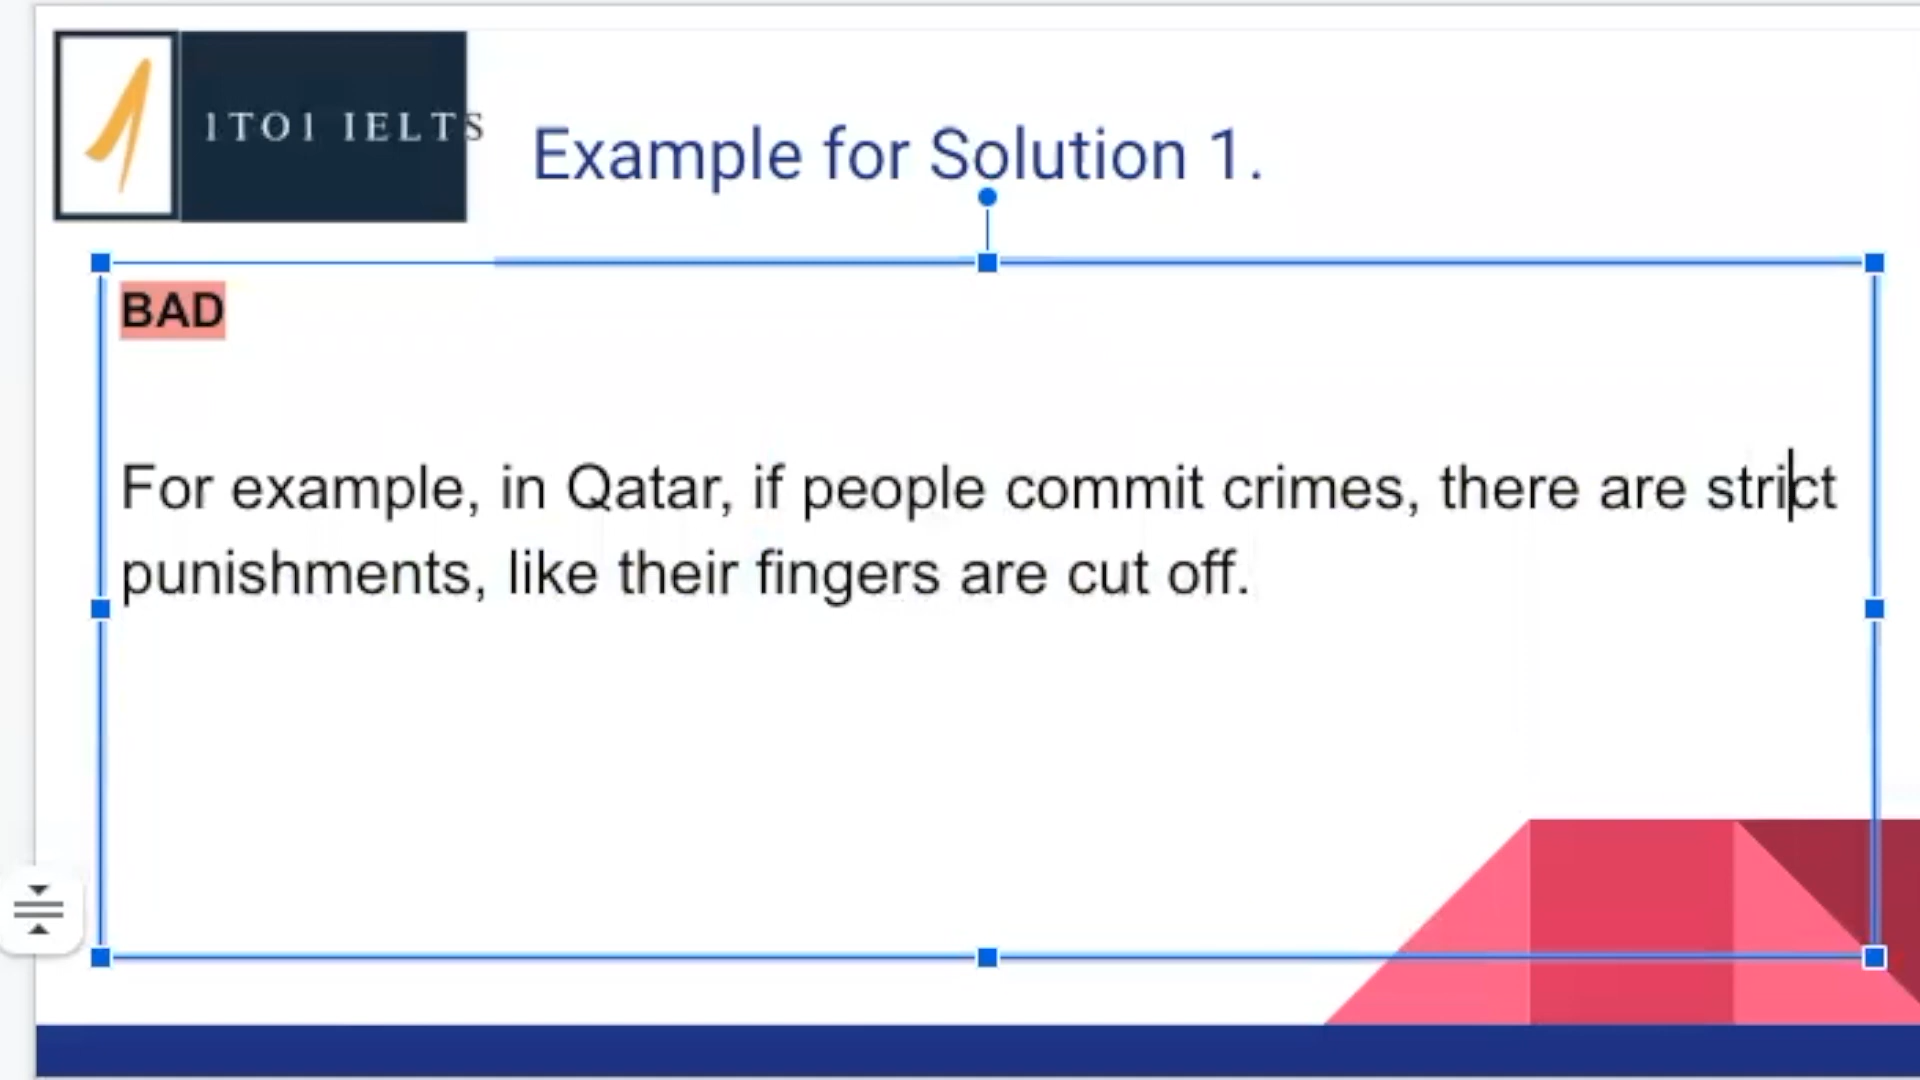 1TO1 IELTS
Example for Solution 1.
BAD
For example, in Qatar, if people commit crimes, there are strict
punishments, like their fingers are cut off.